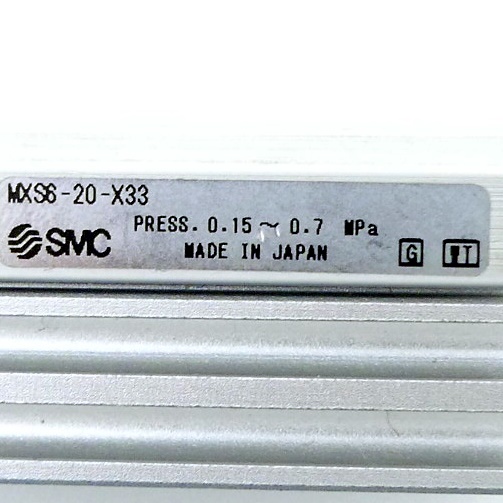 MXS6-20-X33
PRESS. 0.15 ~ 0.7 MPa
SMC
MADE IN JAPAN
G
T